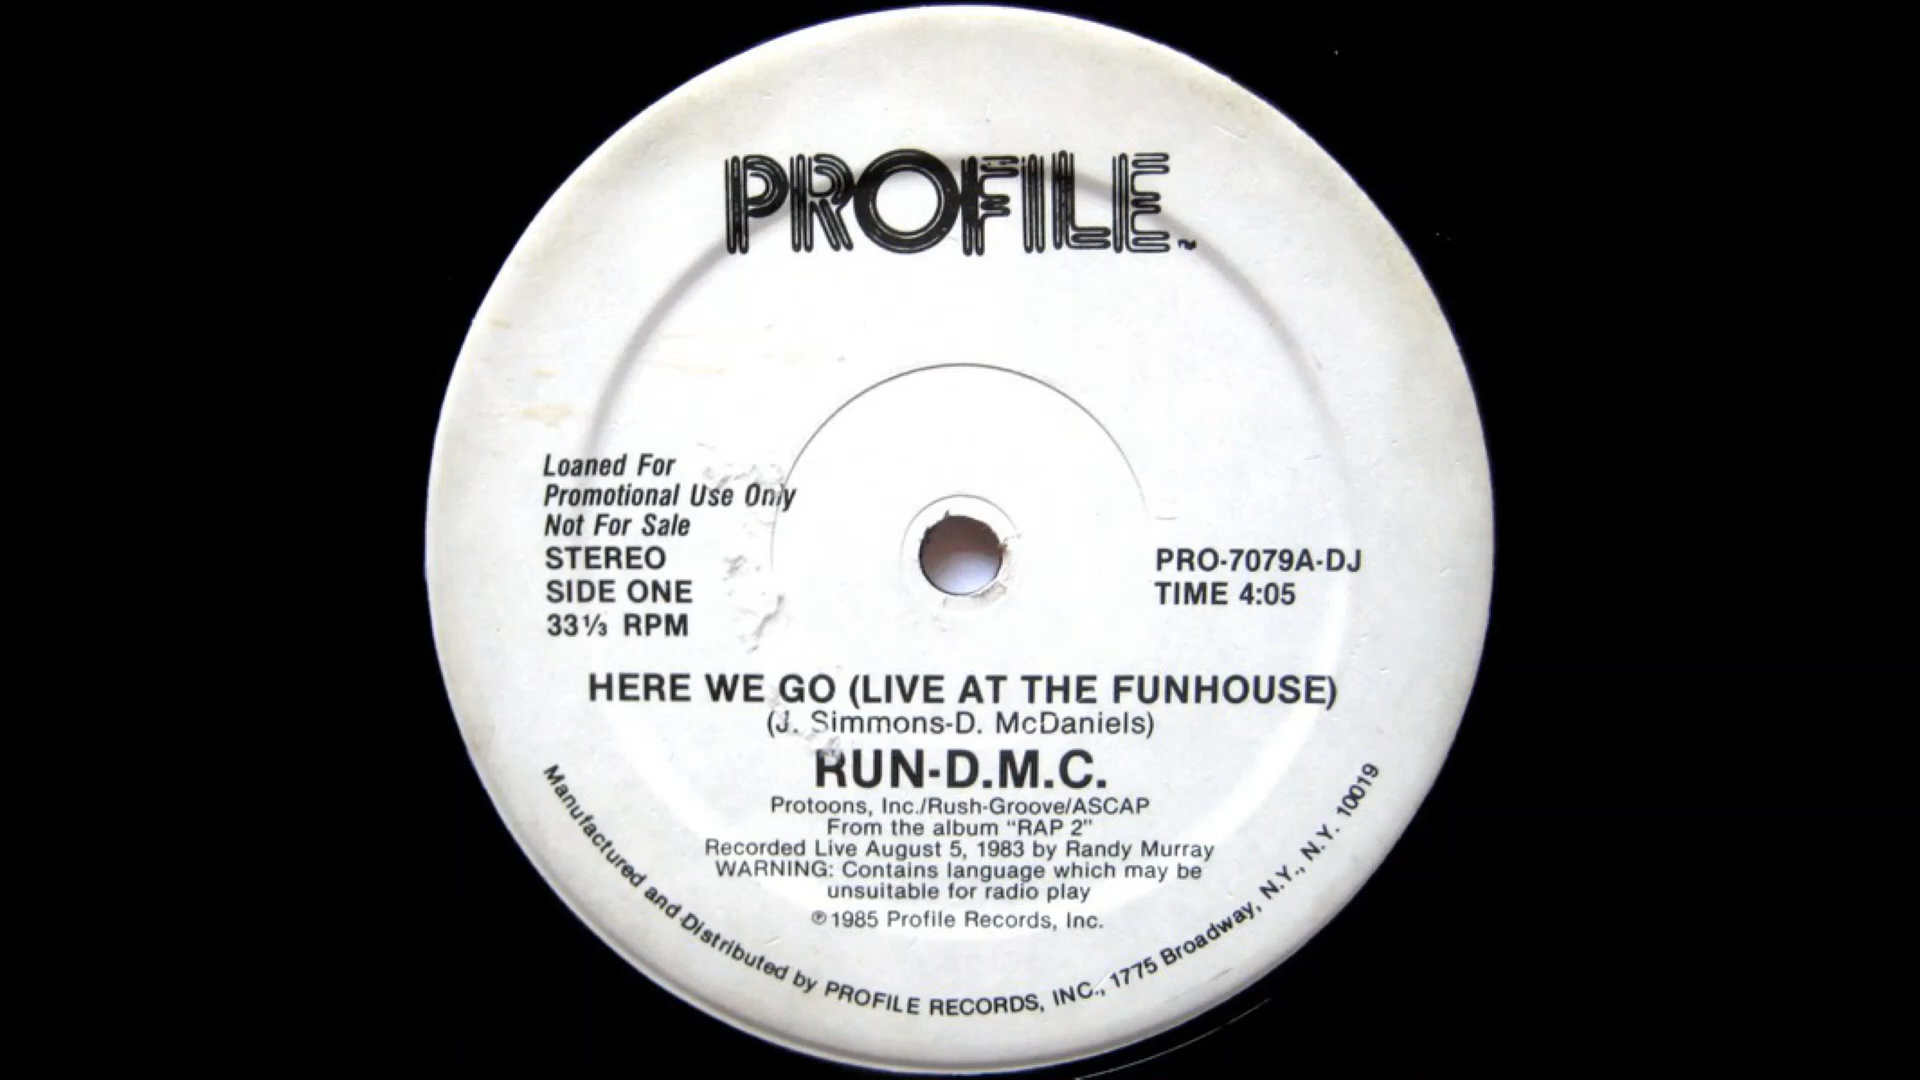 PROFILE™
Loaned For
Promotional Use Only
Not For Sale
STEREO
SIDE ONE
33⅓ RPM
PRO-7079A-DJ
TIME 4:05
HERE WE GO (LIVE AT THE FUNHOUSE)
(J. Simmons-D. McDaniels)
RUN-D.M.C.
Protoons, Inc./Rush-Groove/ASCAP
From the album “RAP 2”
Recorded Live August 5, 1983 by Randy Murray
WARNING: Contains language which may be
unsuitable for radio play
℗1985 Profile Records, Inc.
Manufactured and Distributed by PROFILE RECORDS, INC., 1775 Broadway, N.Y., N.Y. 10019